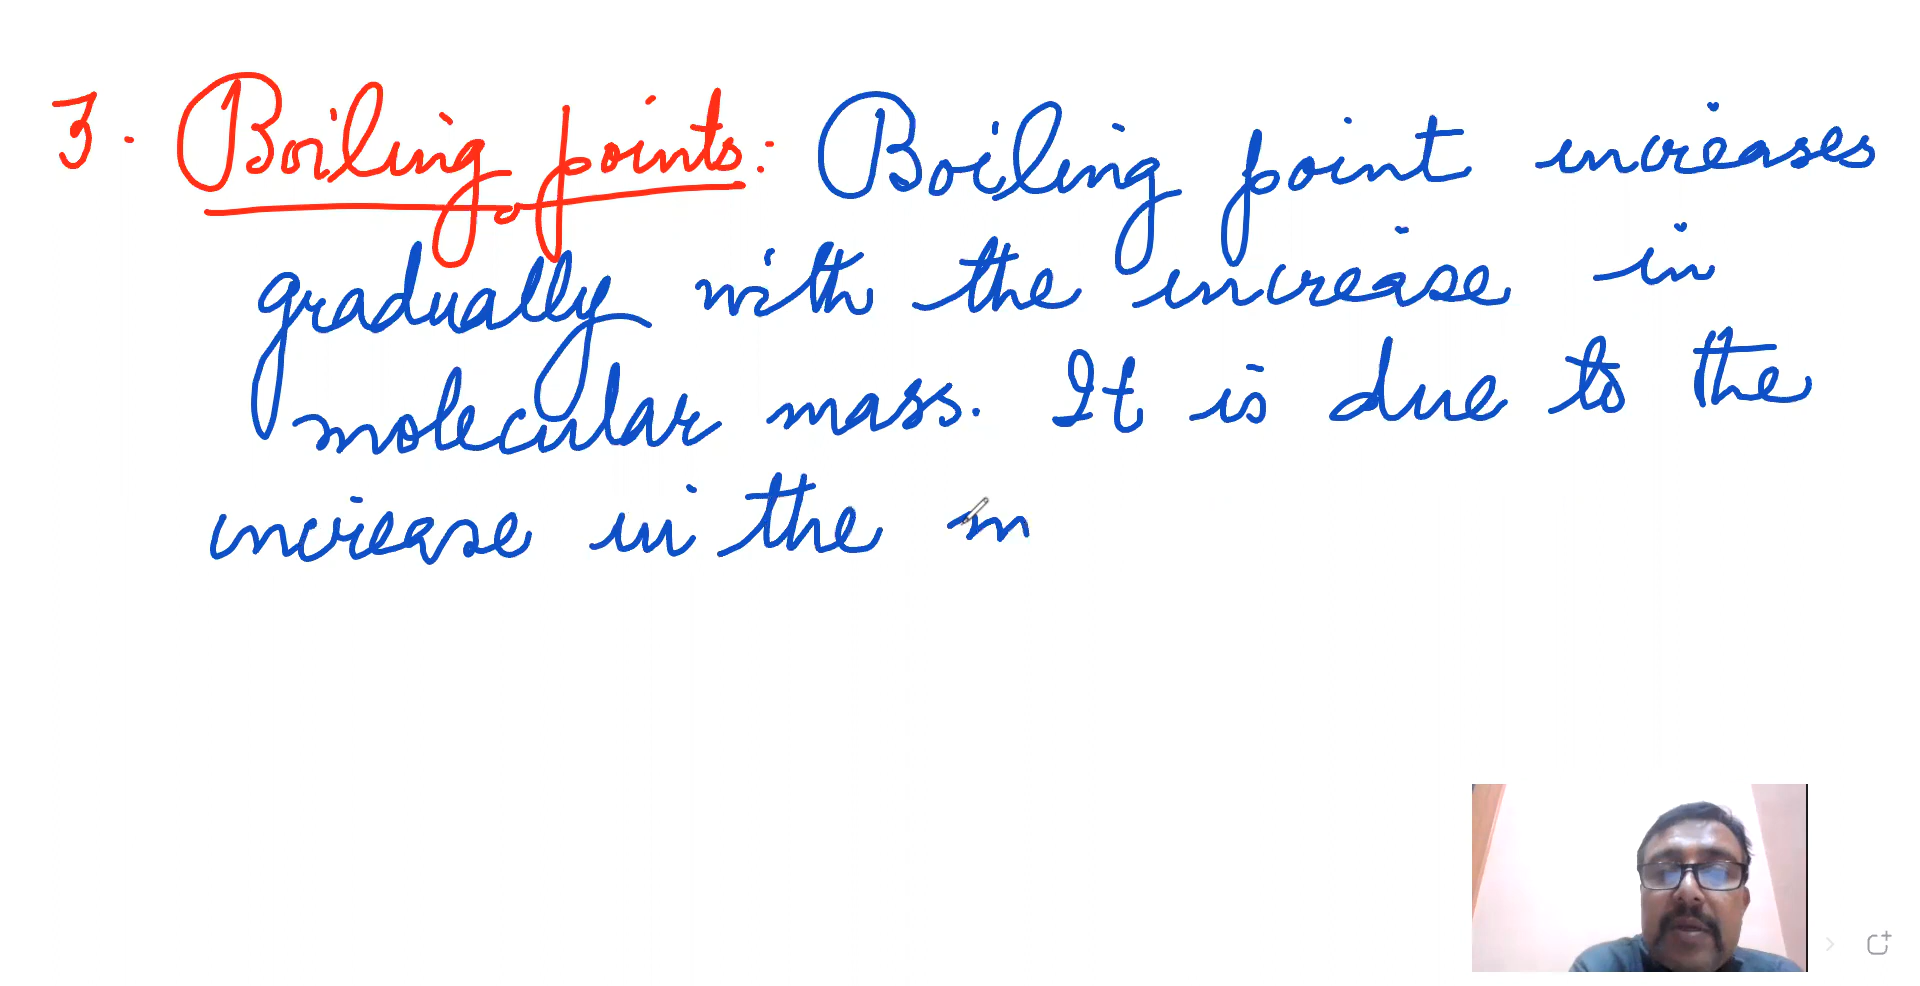 3. Boiling points: Boiling point increases
gradually with the increase in
molecular mass. It is due to the
increase in the m